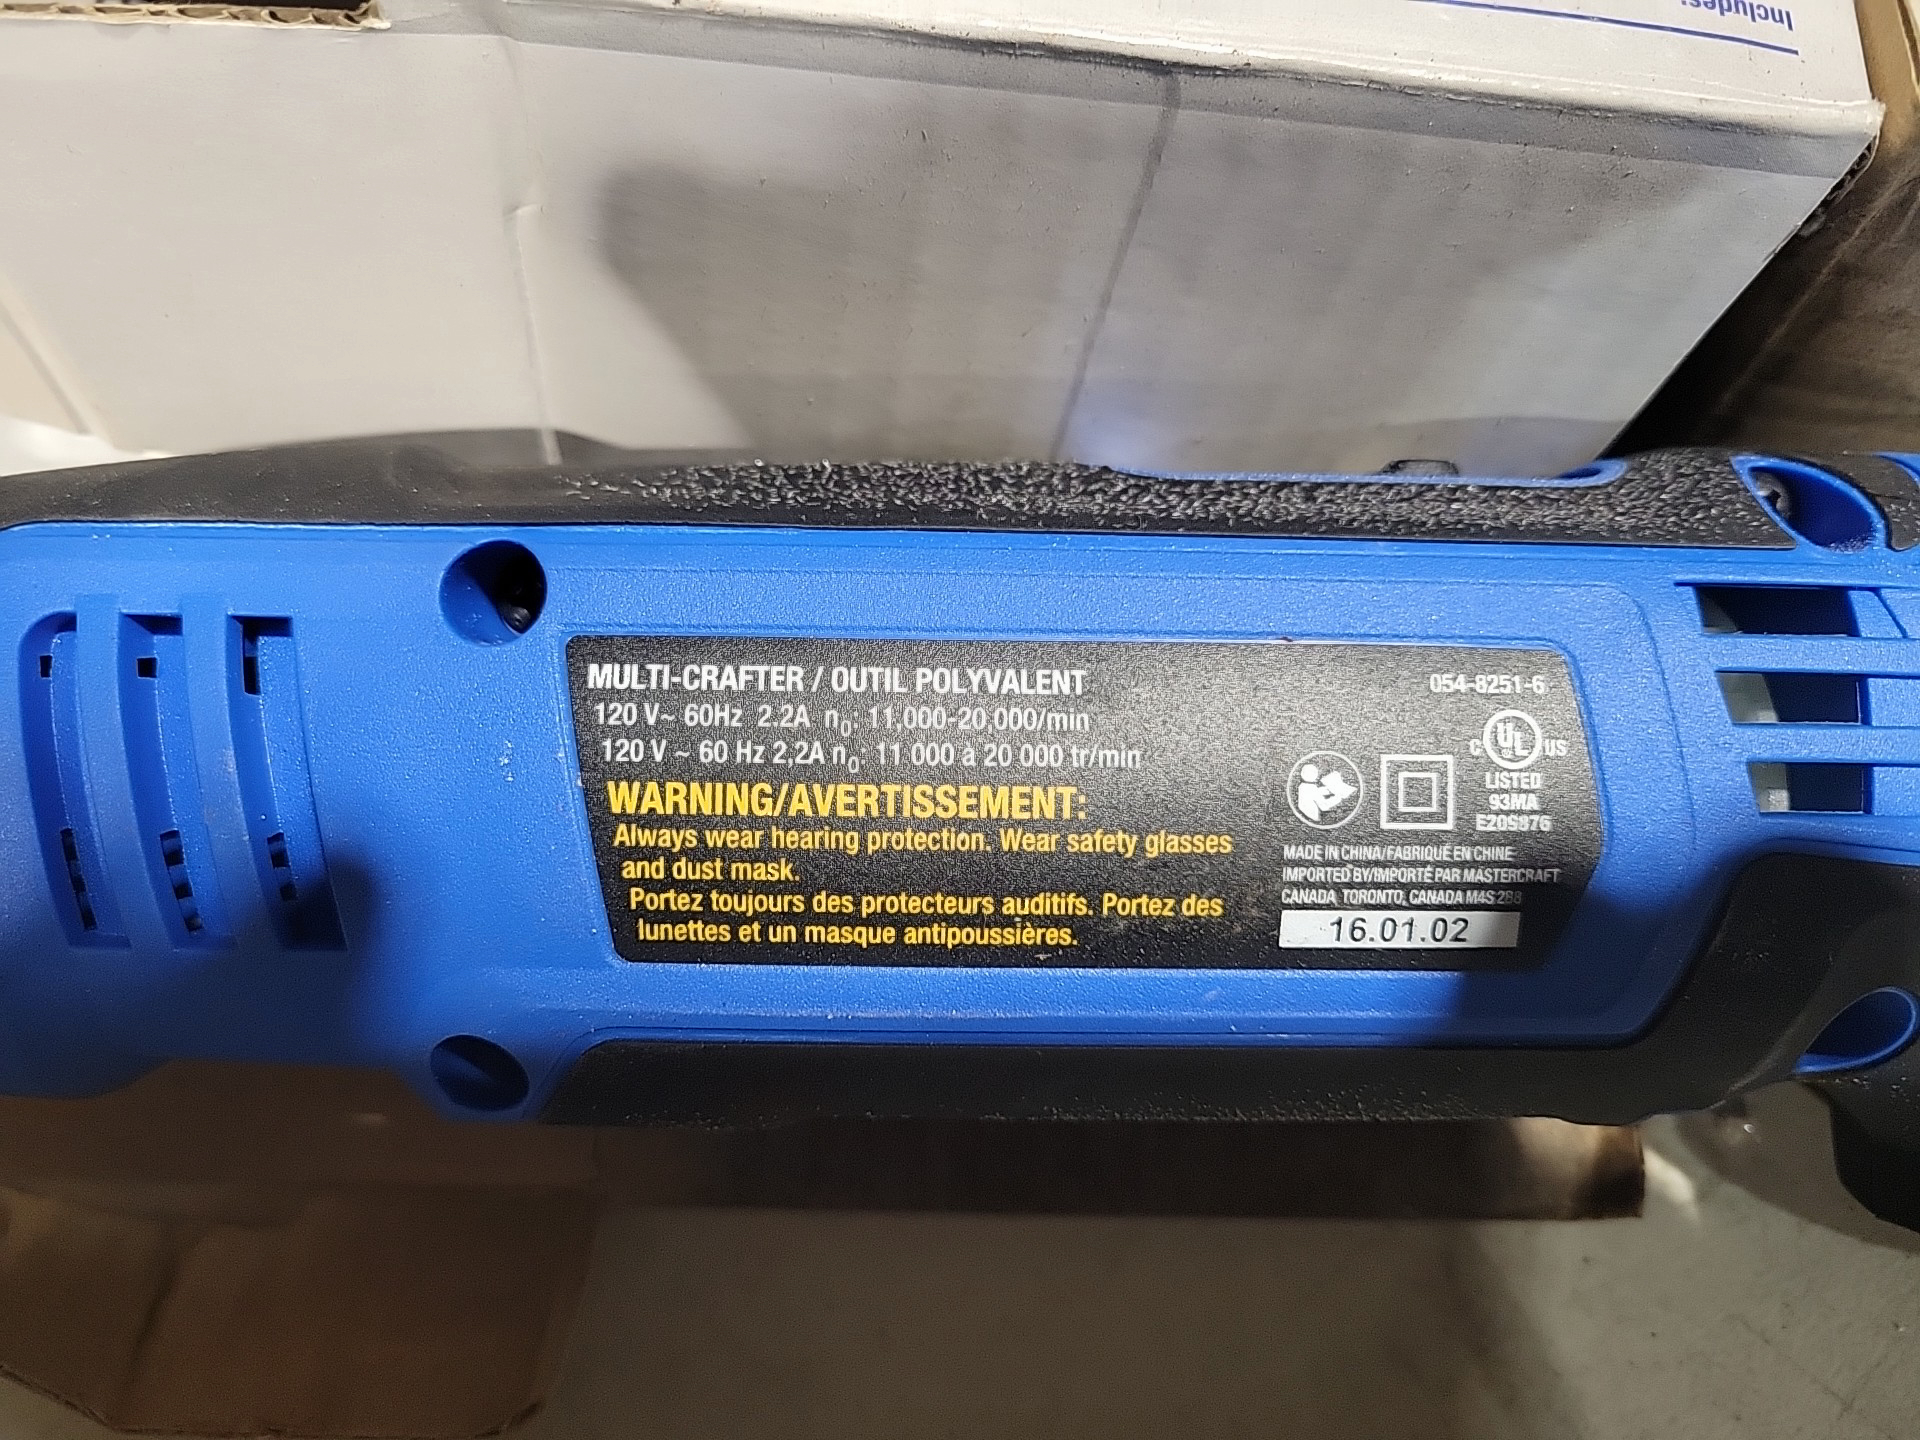 Includes:
MULTI-CRAFTER / OUTIL POLYVALENT
054-8251-6
120 V~ 60Hz 2.2A n0: 11,000-20,000/min
120 V ~ 60 Hz 2,2A n0: 11 000 à 20 000 tr/min
WARNING/AVERTISSEMENT:
Always wear hearing protection. Wear safety glasses
and dust mask.
Portez toujours des protecteurs auditifs. Portez des
lunettes et un masque antipoussières.
C UL US
LISTED
93MA
E209876
MADE IN CHINA/FABRIQUÉ EN CHINE
IMPORTED BY/IMPORTÉ PAR MASTERCRAFT
CANADA TORONTO, CANADA M4S 2B8
16.01.02